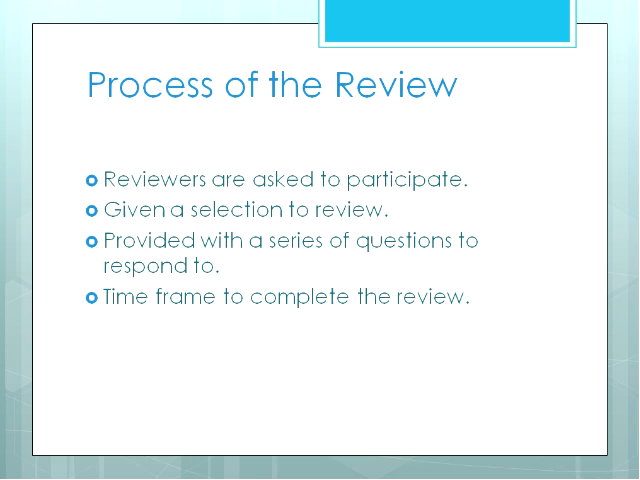 Process of the Review
Reviewers are asked to participate.
Given a selection to review.
Provided with a series of questions to
respond to.
Time frame to complete the review.